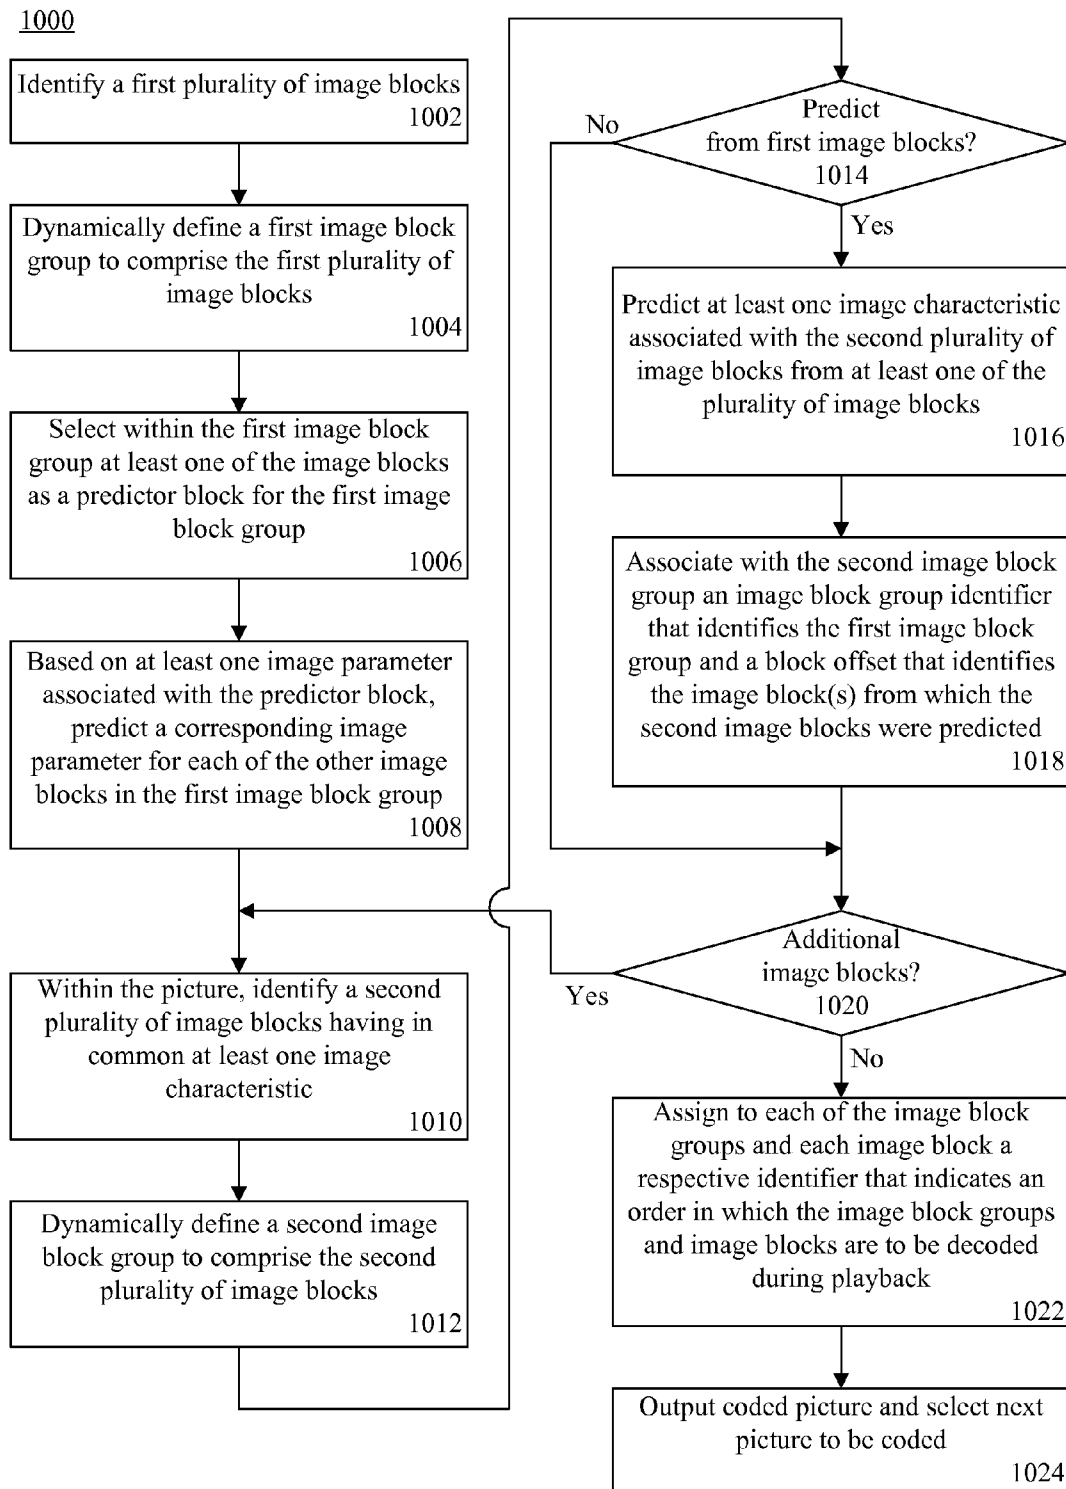 1000
Identify a first plurality of image blocks
1002
Dynamically define a first image block
group to comprise the first plurality of
image blocks
1004
Select within the first image block
group at least one of the image blocks
as a predictor block for the first image
block group
1006
Based on at least one image parameter
associated with the predictor block,
predict a corresponding image
parameter for each of the other image
blocks in the first image block group
1008
Within the picture, identify a second
plurality of image blocks having in
common at least one image
characteristic
1010
Dynamically define a second image
block group to comprise the second
plurality of image blocks
1012
Predict
from first image blocks?
1014
No
Yes
Predict at least one image characteristic
associated with the second plurality of
image blocks from at least one of the
plurality of image blocks
1016
Associate with the second image block
group an image block group identifier
that identifies the first image block
group and a block offset that identifies
the image block(s) from which the
second image blocks were predicted
1018
Additional
image blocks?
1020
Yes
No
Assign to each of the image block
groups and each image block a
respective identifier that indicates an
order in which the image block groups
and image blocks are to be decoded
during playback
1022
Output coded picture and select next
picture to be coded
1024